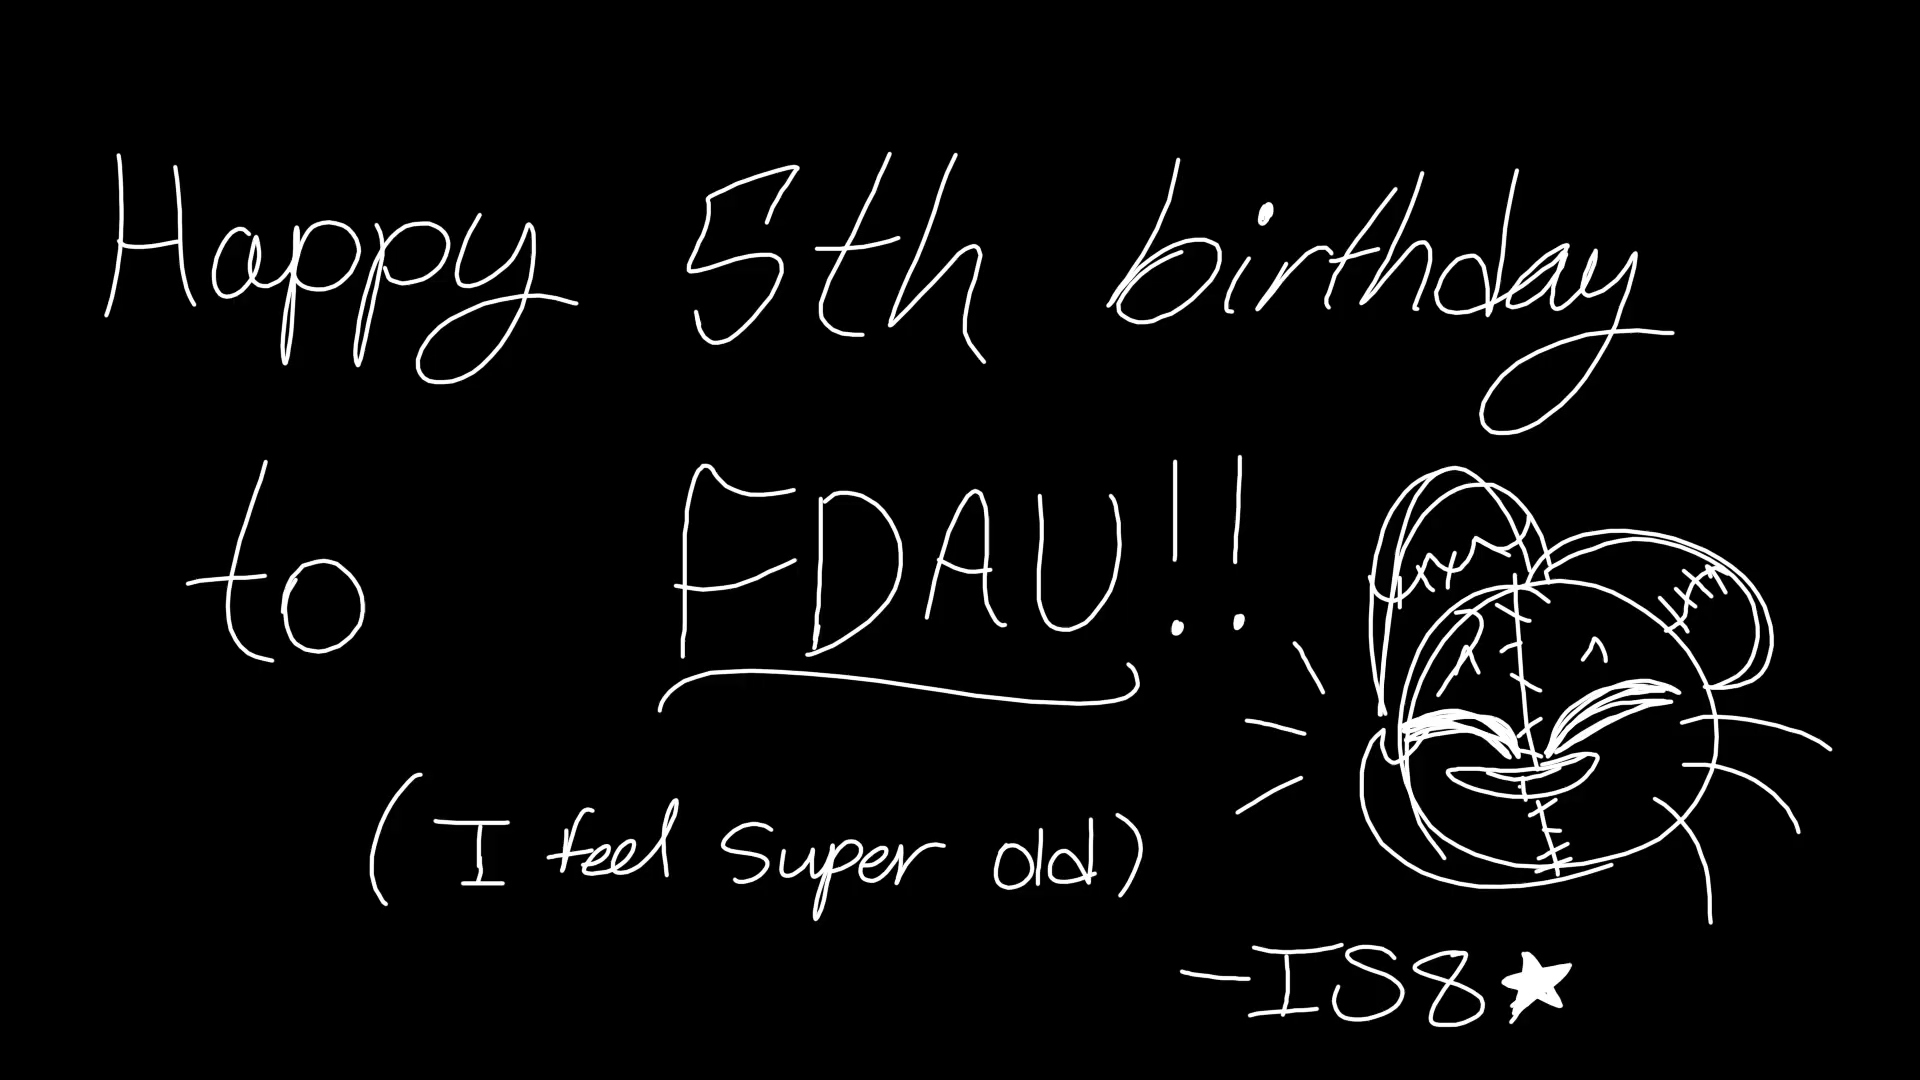 Happy 5th birthday
to FDAU!!
(I feel super old)
-IS8★